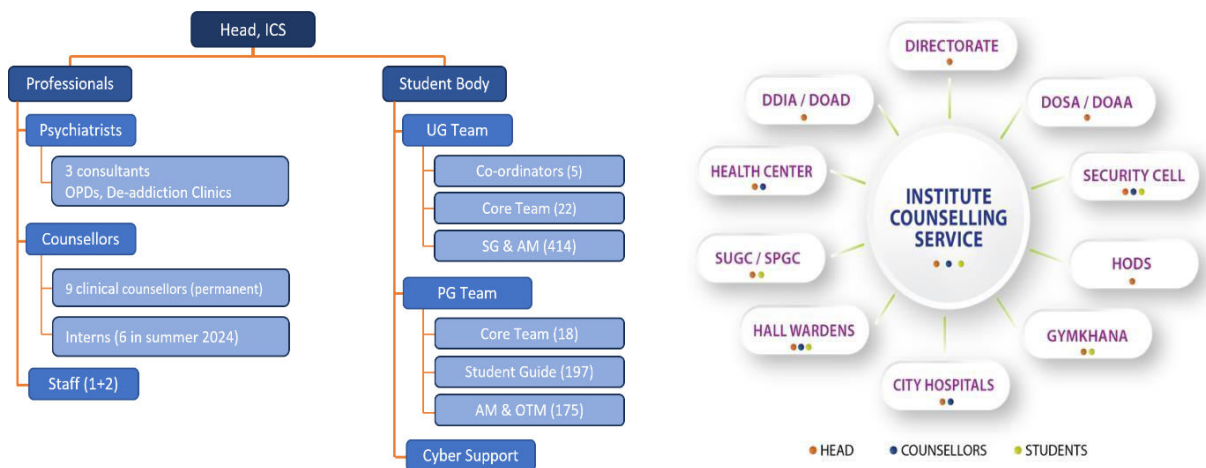 Head, ICS
Professionals
Psychiatrists
3 consultants
OPDs, De-addiction Clinics
Counsellors
9 clinical counsellors (permanent)
Interns (6 in summer 2024)
Staff (1+2)
Student Body
UG Team
Co-ordinators (5)
Core Team (22)
SG & AM (414)
PG Team
Core Team (18)
Student Guide (197)
AM & OTM (175)
Cyber Support
DIRECTORATE
DDIA / DOAD
DOSA / DOAA
HEALTH CENTER
SECURITY CELL
INSTITUTE
COUNSELLING
SERVICE
SUGC / SPGC
HODS
HALL WARDENS
GYMKHANA
CITY HOSPITALS
HEAD
COUNSELLORS
STUDENTS